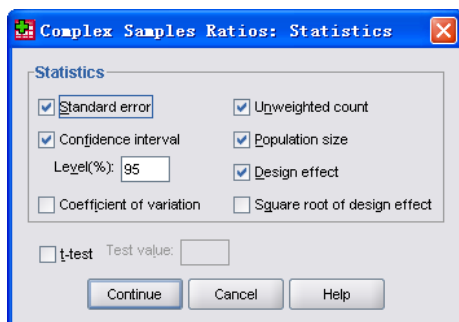 Complex Samples Ratios: Statistics
Statistics
Standard error
Unweighted count
Confidence interval
Population size
Level(%): 95
Design effect
Coefficient of variation
Square root of design effect
t-test Test value:
Continue Cancel Help